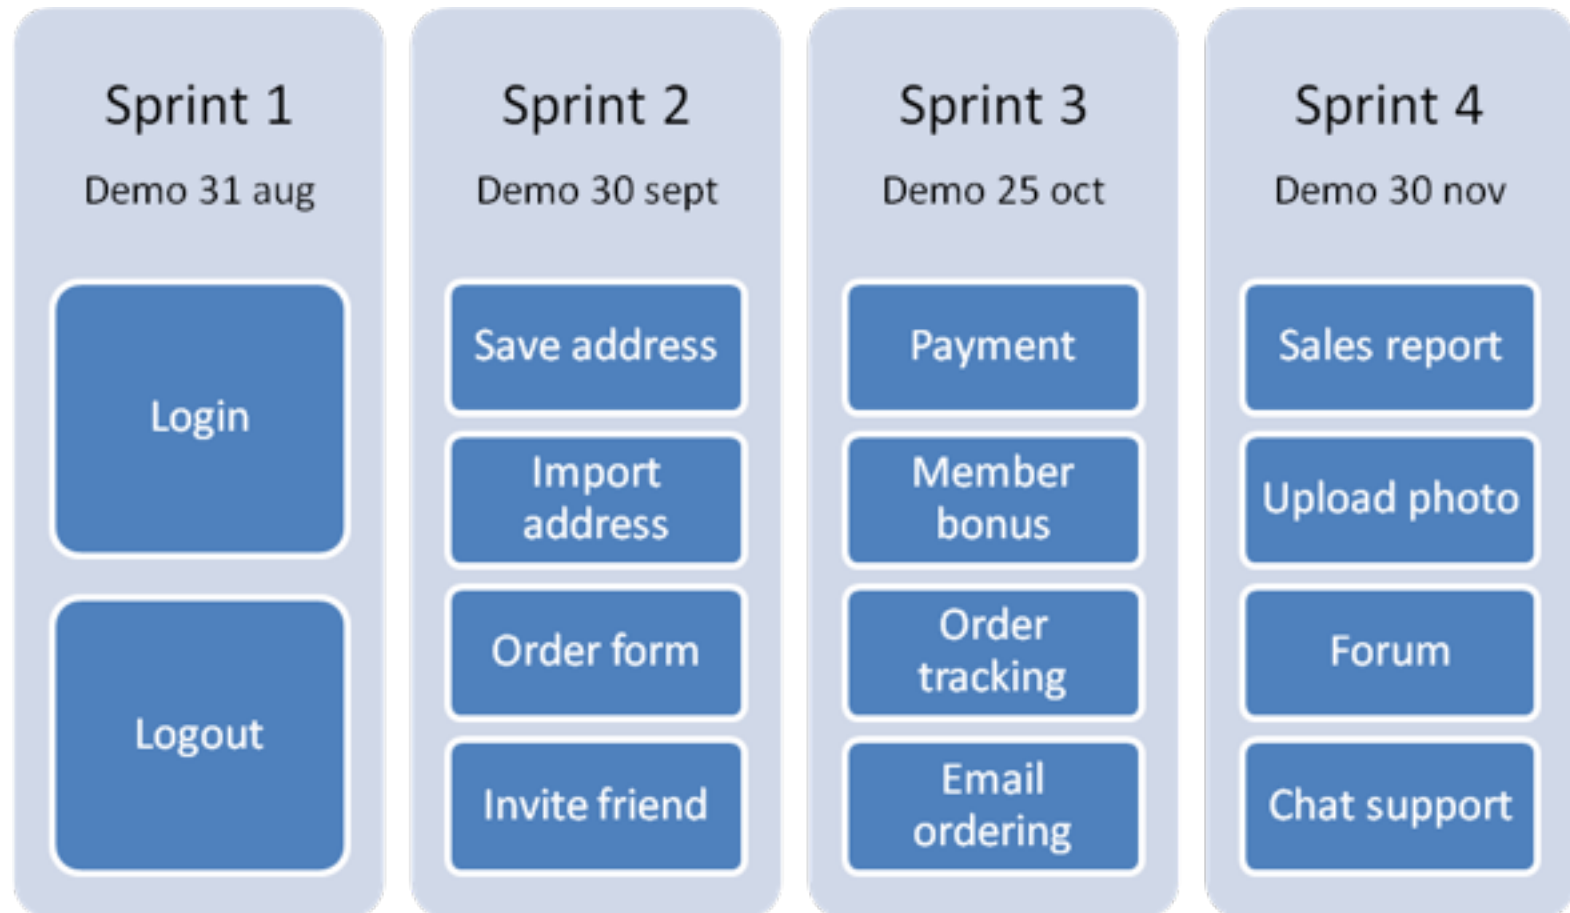 Sprint 1
Demo 31 aug
Login
Logout
Sprint 2
Demo 30 sept
Save address
Import
address
Order form
Invite friend
Sprint 3
Demo 25 oct
Payment
Member
bonus
Order
tracking
Email
ordering
Sprint 4
Demo 30 nov
Sales report
Upload photo
Forum
Chat support